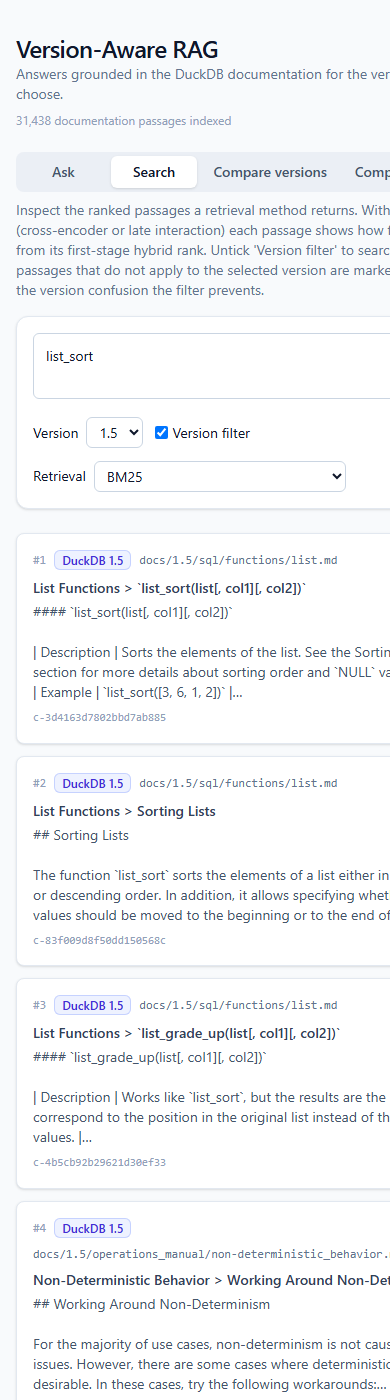 Version-Aware RAG
Answers grounded in the DuckDB documentation for the
choose.
31,438 documentation passages indexed
Ask
Search
Compare versions
Inspect the ranked passages a retrieval method returns. With
(cross-encoder or late interaction) each passage shows how
from its first-stage hybrid rank. Untick 'Version filter' to
passages that do not apply to the selected version are
the version confusion the filter prevents.
list_sort
Version 1.5 Version filter
Retrieval BM25
#1 DuckDB 1.5 docs/1.5/sql/functions/list.md
List Functions > `list_sort(list[, col1][, col2])`
#### `list_sort(list[, col1][, col2])`
| Description | Sorts the elements of the list. See the
section for more details about sorting order and `NULL`
| Example | `list_sort([3, 6, 1, 2])` |...
c-3d4163d7802bbd7ab885
#2 DuckDB 1.5 docs/1.5/sql/functions/list.md
List Functions > Sorting Lists
## Sorting Lists
The function `list_sort` sorts the elements of a list either in
or descending order. In addition, it allows specifying
values should be moved to the beginning or to the end of
c-83f009d8f50dd150568c
#3 DuckDB 1.5 docs/1.5/sql/functions/list.md
List Functions > `list_grade_up(list[, col1][, col2])`
#### `list_grade_up(list[, col1][, col2])`
| Description | Works like `list_sort`, but the results are the
correspond to the position in the original list instead of
values. |...
c-4b5cb92b29621d30ef33
#4 DuckDB 1.5
docs/1.5/operations_manual/non-deterministic_behavior.
Non-Deterministic Behavior > Working Around
## Working Around Non-Determinism
For the majority of use cases, non-determinism is not
issues. However, there are some cases where
desirable. In these cases, try the following workarounds:...